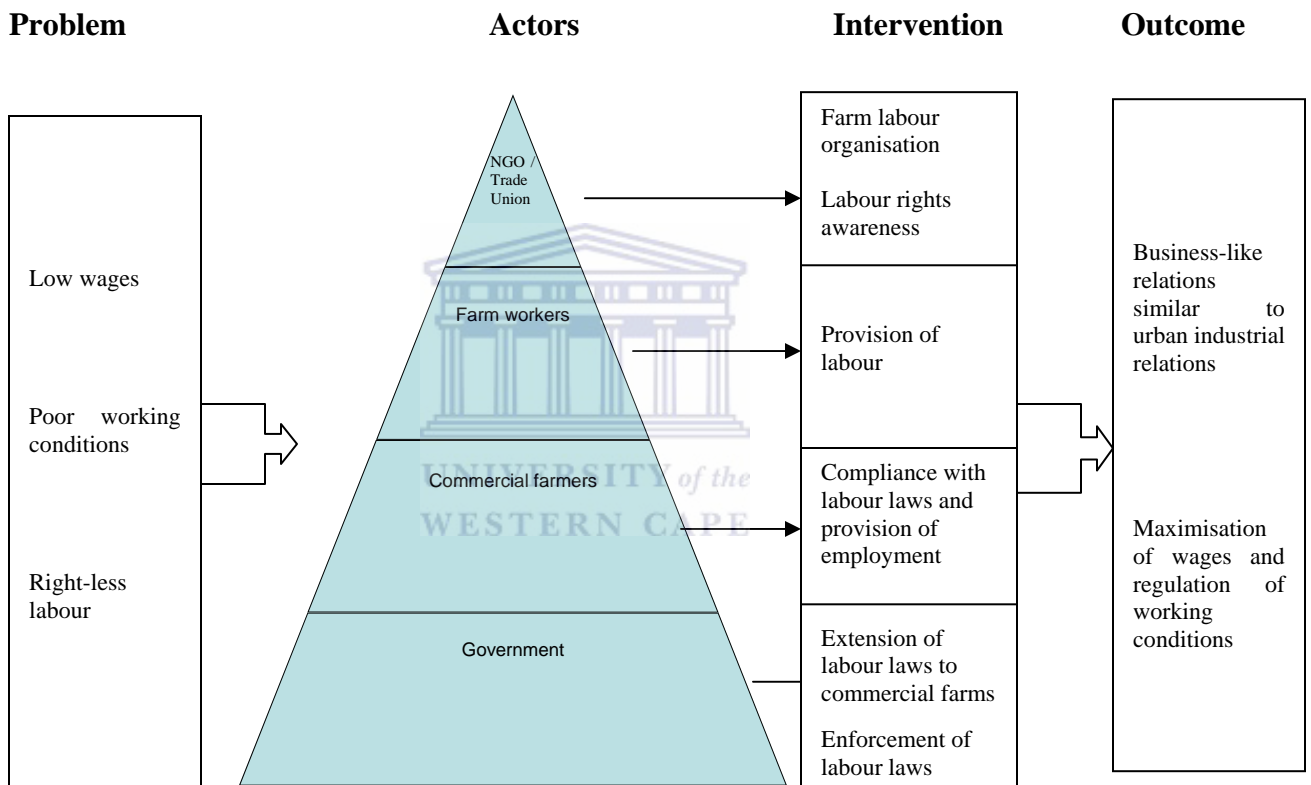 Problem
Actors
Intervention
Outcome
Low wages
Poor working
conditions
Right-less
labour
NGO /
Trade
Union
Farm workers
Commercial farmers
Government
UNIVERSITY of the
WESTERN CAPE
Farm labour
organisation
Labour rights
awareness
Provision of
labour
Compliance with
labour laws and
provision of
employment
Extension of
labour laws to
commercial farms
Enforcement of
labour laws
Business-like
relations
similar to
urban industrial
relations
Maximisation
of wages and
regulation of
working
conditions